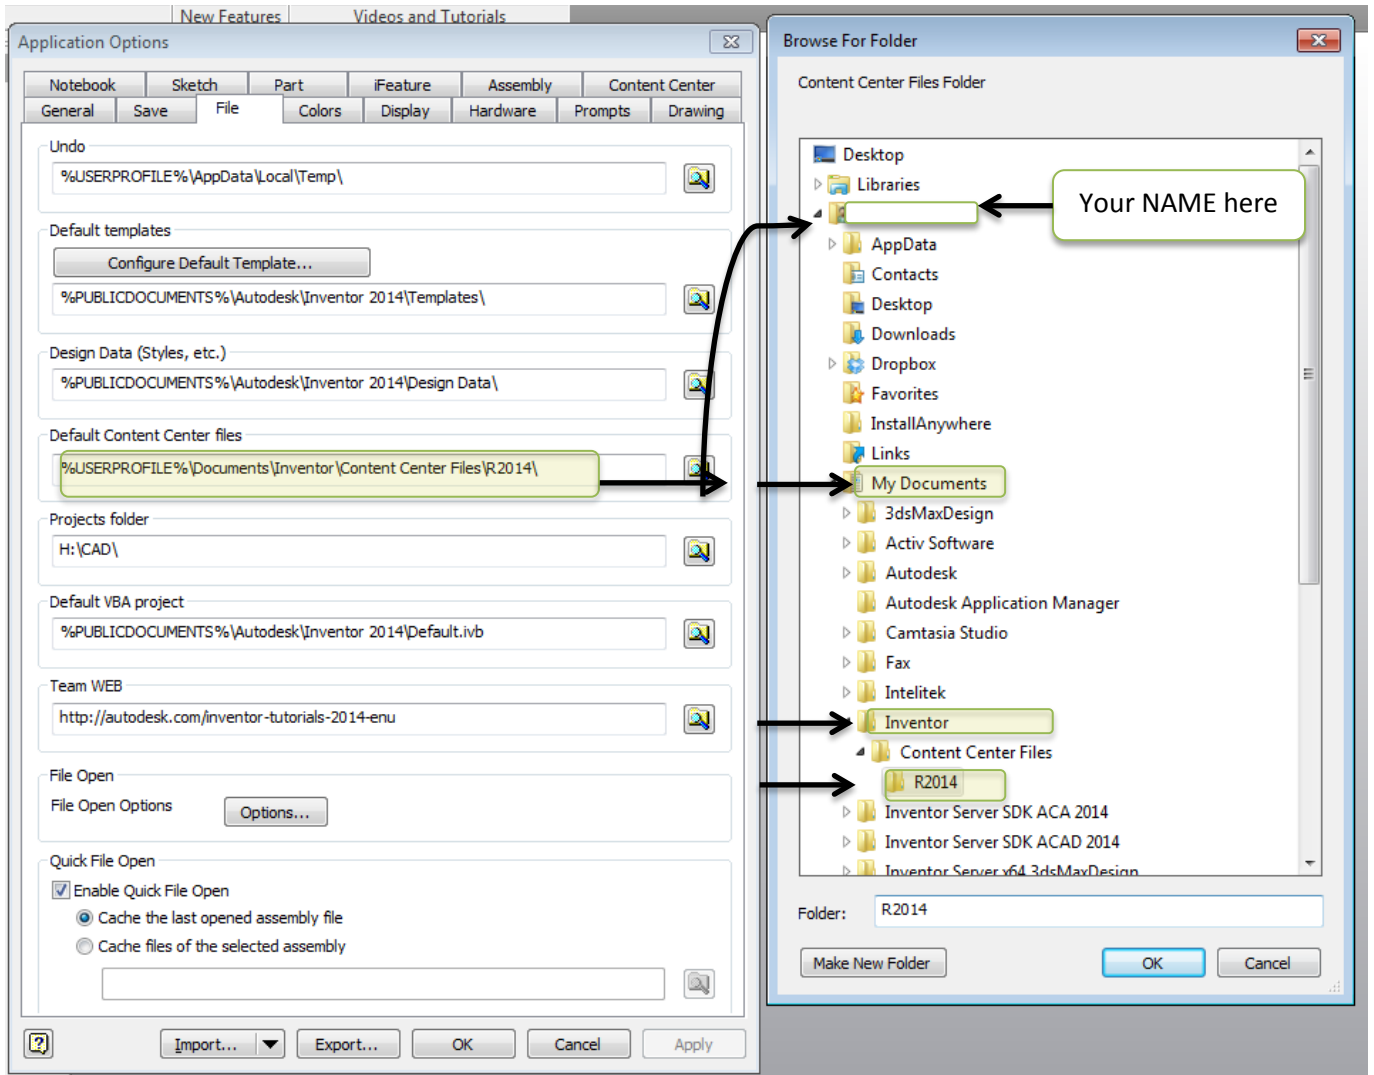 New Features Videos and Tutorials
Application Options
Notebook Sketch Part iFeature Assembly Content Center
General Save File Colors Display Hardware Prompts Drawing
Undo
%USERPROFILE%\AppData\Local\Temp\
Default templates
Configure Default Template...
%PUBLICDOCUMENTS%\Autodesk\Inventor 2014\Templates\
Design Data (Styles, etc.)
%PUBLICDOCUMENTS%\Autodesk\Inventor 2014\Design Data\
Default Content Center files
%USERPROFILE%\Documents\Inventor\Content Center Files\R2014\
Projects folder
H:\CAD\
Default VBA project
%PUBLICDOCUMENTS%\Autodesk\Inventor 2014\Default.ivb
Team WEB
http://autodesk.com/inventor-tutorials-2014-enu
File Open
File Open Options Options...
Quick File Open
Enable Quick File Open
Cache the last opened assembly file
Cache files of the selected assembly
Import... Export... OK Cancel Apply
Browse For Folder
Content Center Files Folder
Desktop
Libraries
Your NAME here
AppData
Contacts
Desktop
Downloads
Dropbox
Favorites
InstallAnywhere
Links
My Documents
3dsMaxDesign
Activ Software
Autodesk
Autodesk Application Manager
Camtasia Studio
Fax
Intelitek
Inventor
Content Center Files
R2014
Inventor Server SDK ACA 2014
Inventor Server SDK ACAD 2014
Inventor Server x64 3dsMaxDesign
Folder: R2014
Make New Folder OK Cancel